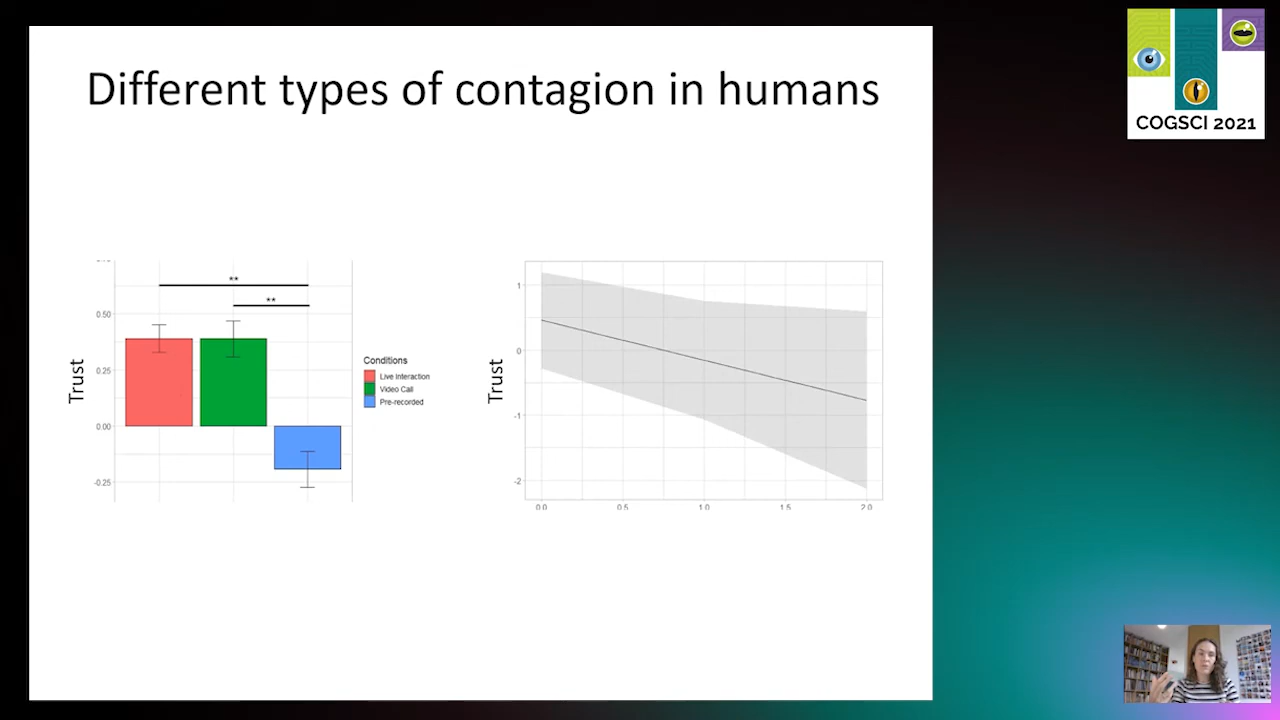 Different types of contagion in humans
COGSCI 2021
**
**
0.50
0.25
0.00
-0.25
Trust
Conditions
Live Interaction
Video Call
Pre-recorded
Trust
1
0
-1
-2
0.0 0.5 1.0 1.5 2.0